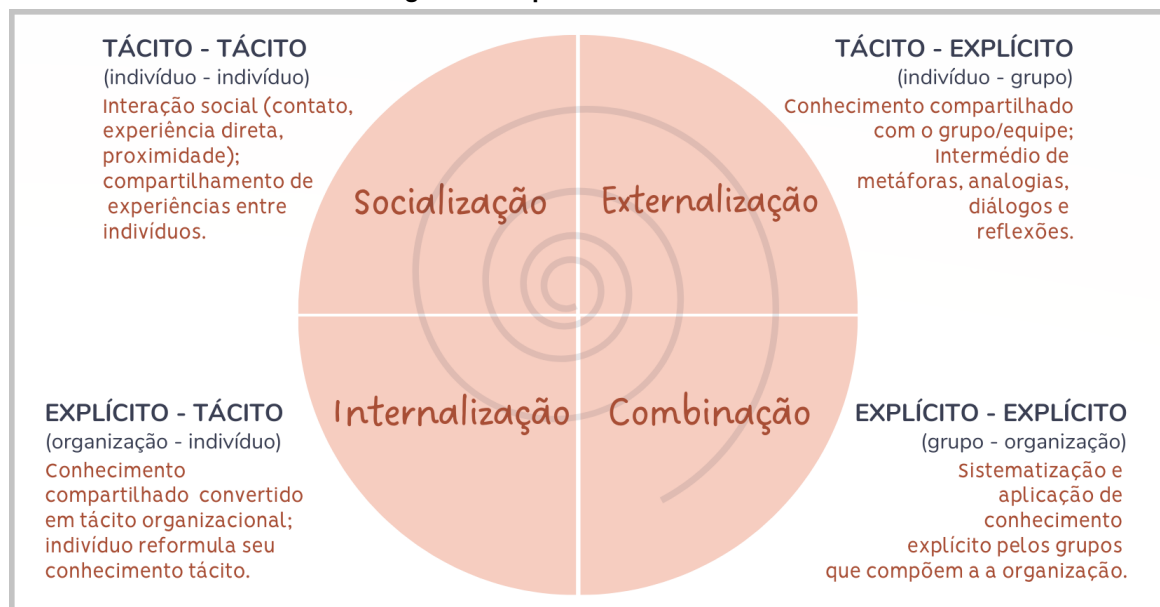 TÁCITO - TÁCITO
(indivíduo - indivíduo)
Interação social (contato,
experiência direta,
proximidade);
compartilhamento de
experiências entre
indivíduos.
TÁCITO - EXPLÍCITO
(indivíduo - grupo)
Conhecimento compartilhado
com o grupo/equipe;
Intermédio de
metáforas, analogias,
diálogos e
reflexões.
Socialização
Externalização
Internalização
Combinação
EXPLÍCITO - TÁCITO
(organização - indivíduo)
Conhecimento
compartilhado convertido
em tácito organizacional;
indivíduo reformula seu
conhecimento tácito.
EXPLÍCITO - EXPLÍCITO
(grupo - organização)
Sistematização e
aplicação de
conhecimento
explícito pelos grupos
que compõem a a organização.